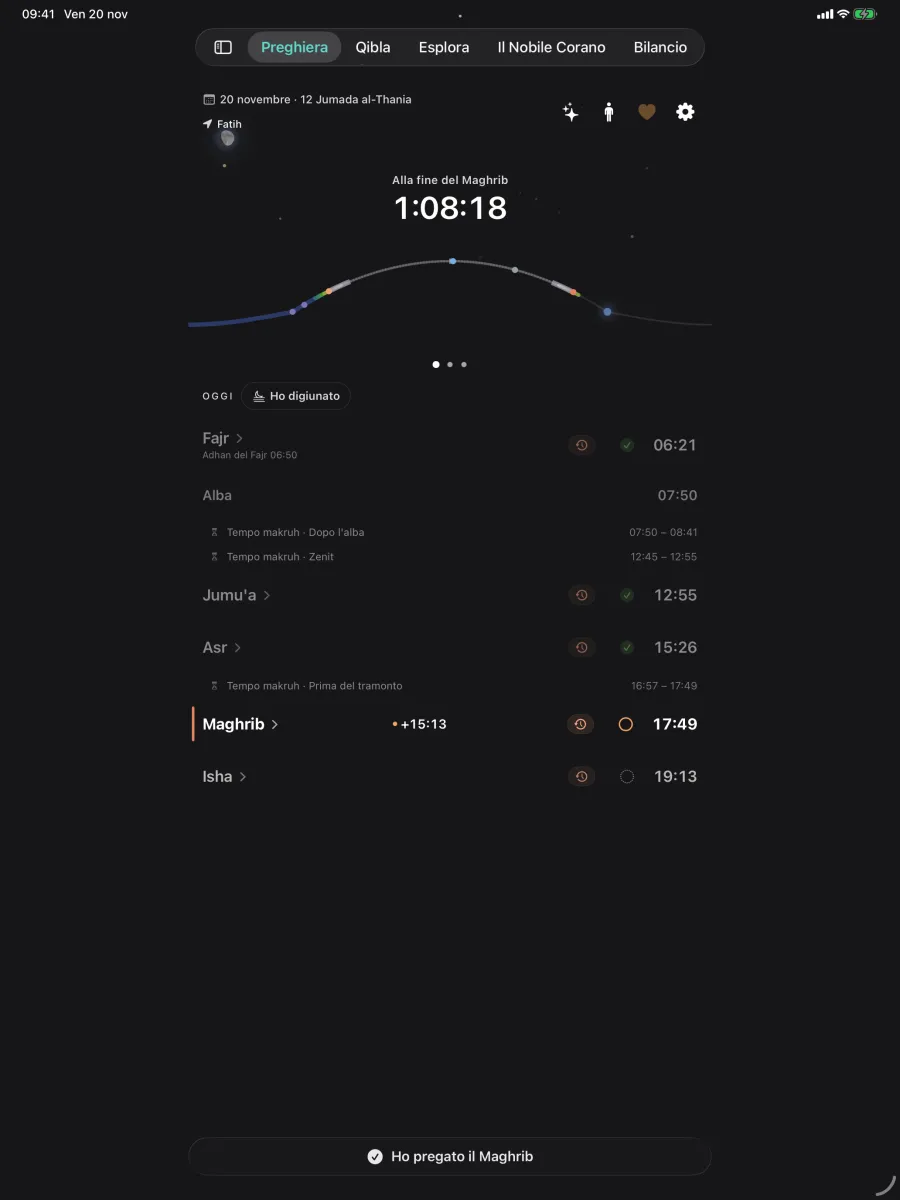 09:41 Ven 20 nov
Preghiera Qibla Esplora Il Nobile Corano Bilancio
20 novembre · 12 Jumada al-Thania
Fatih
Alla fine del Maghrib
1:08:18
OGGI Ho digiunato
Fajr 06:21
Adhan del Fajr 06:50
Alba 07:50
Tempo makruh · Dopo l'alba 07:50 – 08:41
Tempo makruh · Zenit 12:45 – 12:55
Jumu'a 12:55
Asr 15:26
Tempo makruh · Prima del tramonto 16:57 – 17:49
Maghrib +15:13 17:49
Isha 19:13
Ho pregato il Maghrib